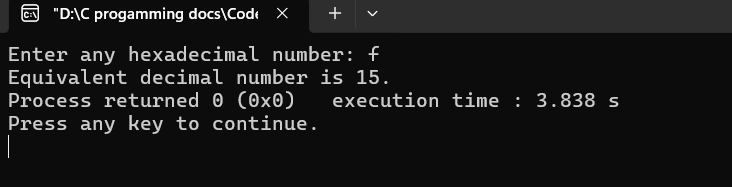 "D:\C progamming docs\Code
Enter any hexadecimal number: f
Equivalent decimal number is 15.
Process returned 0 (0x0)   execution time : 3.838 s
Press any key to continue.